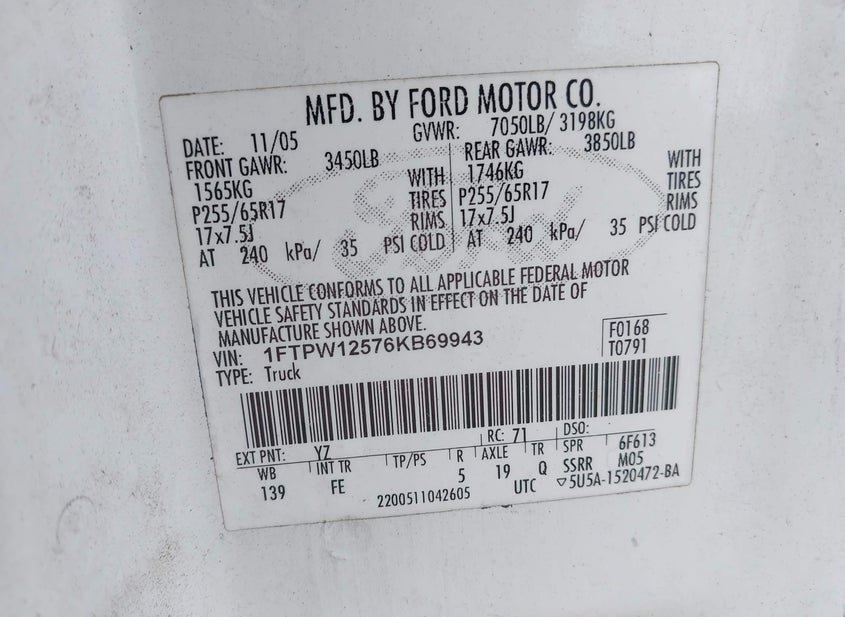 MFD. BY FORD MOTOR CO.
DATE: 11/05 GVWR: 7050LB/ 3198KG
FRONT GAWR: 3450LB REAR GAWR: 3850LB
1565KG WITH 1746KG WITH
P255/65R17 TIRES P255/65R17 TIRES
17x7.5J RIMS 17x7.5J RIMS
AT 240 kPa/ 35 PSI COLD AT 240 kPa/ 35 PSI COLD
THIS VEHICLE CONFORMS TO ALL APPLICABLE FEDERAL MOTOR
VEHICLE SAFETY STANDARDS IN EFFECT ON THE DATE OF
MANUFACTURE SHOWN ABOVE.
VIN: 1FTPW12576KB69943 F0168
TYPE: Truck T0791
EXT PNT: YZ RC: 71 DSO:
WB INT TR TP/PS R AXLE TR SPR 6F613
139 FE 5 19 Q SSRR M05
2200511042605 UTC ▽5U5A-1520472-BA